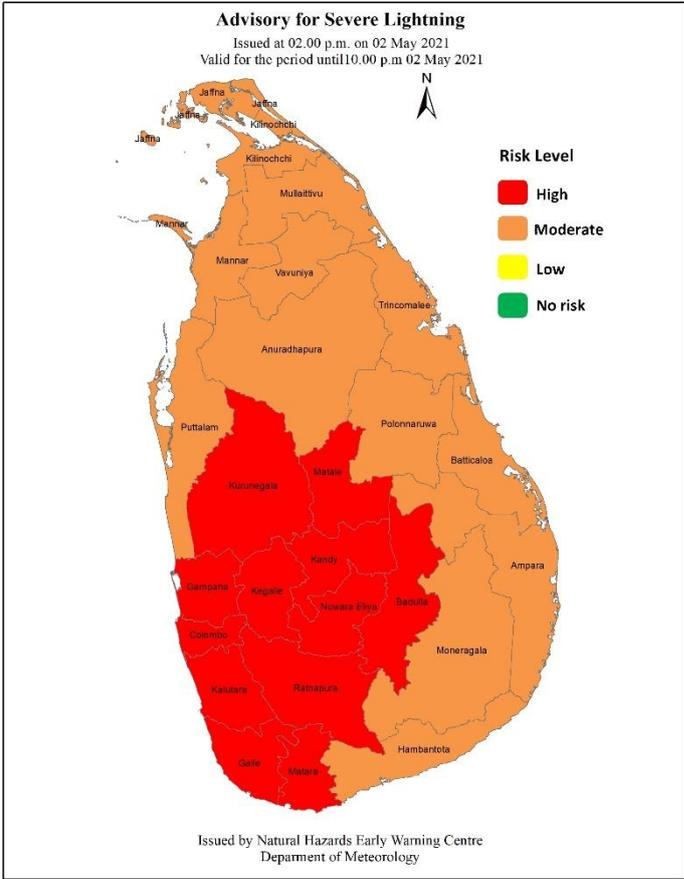 Advisory for Severe Lightning
Issued at 02.00 p.m. on 02 May 2021
Valid for the period until10.00 p.m 02 May 2021
N
Jaffna
Jaffna
Jaffna
Kilinochchi
Jaffna
Kilinochchi
Risk Level
High
Mullaittivu
Mannar
Moderate
Mannar
Vavuniya
Low
Trincomalee
No risk
Anuradhapura
Puttalam
Polonnaruwa
Batticaloa
Matale
Kurunegala
Kandy
Ampara
Gampaha
Kegalle
Nuwara Eliya
Badulla
Colombo
Moneragala
Kalutara
Ratnapura
Hambantota
Galle
Matara
Issued by Natural Hazards Early Warning Centre
Deparment of Meteorology